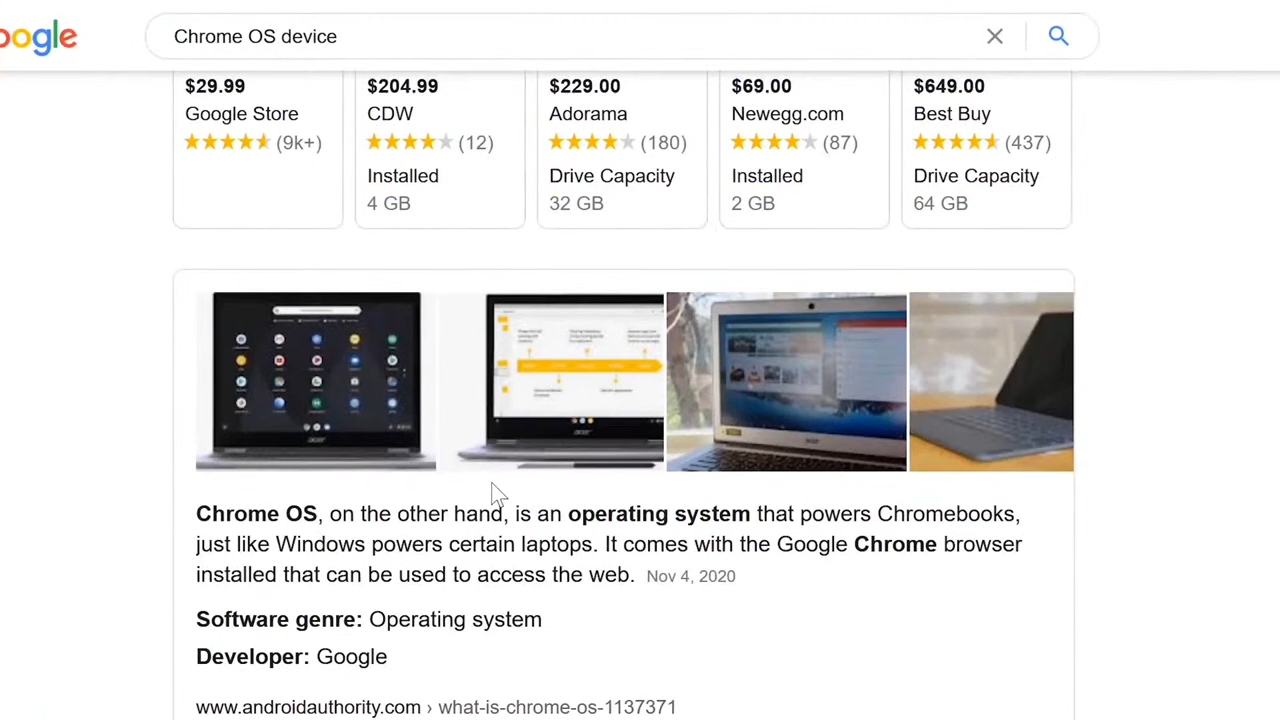 oogle
Chrome OS device
$29.99
Google Store
(9k+)
$204.99
CDW
(12)
Installed
4 GB
$229.00
Adorama
(180)
Drive Capacity
32 GB
$69.00
Newegg.com
(87)
Installed
2 GB
$649.00
Best Buy
(437)
Drive Capacity
64 GB
acer
acer
acer
Chrome OS, on the other hand, is an operating system that powers Chromebooks,
just like Windows powers certain laptops. It comes with the Google Chrome browser
installed that can be used to access the web. Nov 4, 2020
Software genre: Operating system
Developer: Google
www.androidauthority.com › what-is-chrome-os-1137371